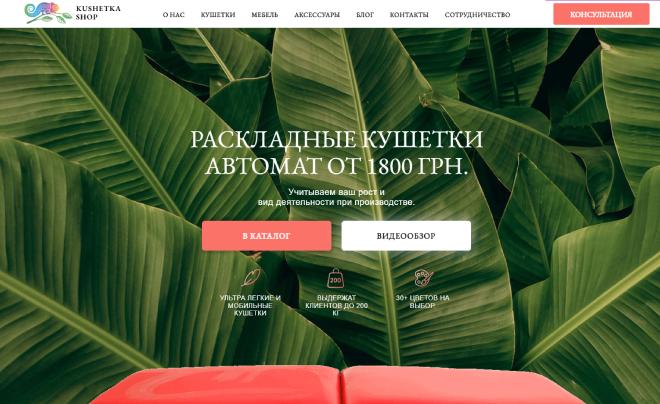 KUSHETKA
SHOP
О НАС
КУШЕТКИ
МЕБЕЛЬ
АКСЕССУАРЫ
БЛОГ
КОНТАКТЫ
СОТРУДНИЧЕСТВО
КОНСУЛЬТАЦИЯ
РАСКЛАДНЫЕ КУШЕТКИ
АВТОМАТ ОТ 1800 ГРН.
Учитываем ваш рост и
вид деятельности при производстве.
В КАТАЛОГ
ВИДЕООБЗОР
200
УЛЬТРА ЛЕГКИЕ И
МОБИЛЬНЫЕ
КУШЕТКИ
ВЫДЕРЖАТ
КЛИЕНТОВ ДО 200
КГ
30+ ЦВЕТОВ НА
ВЫБОР